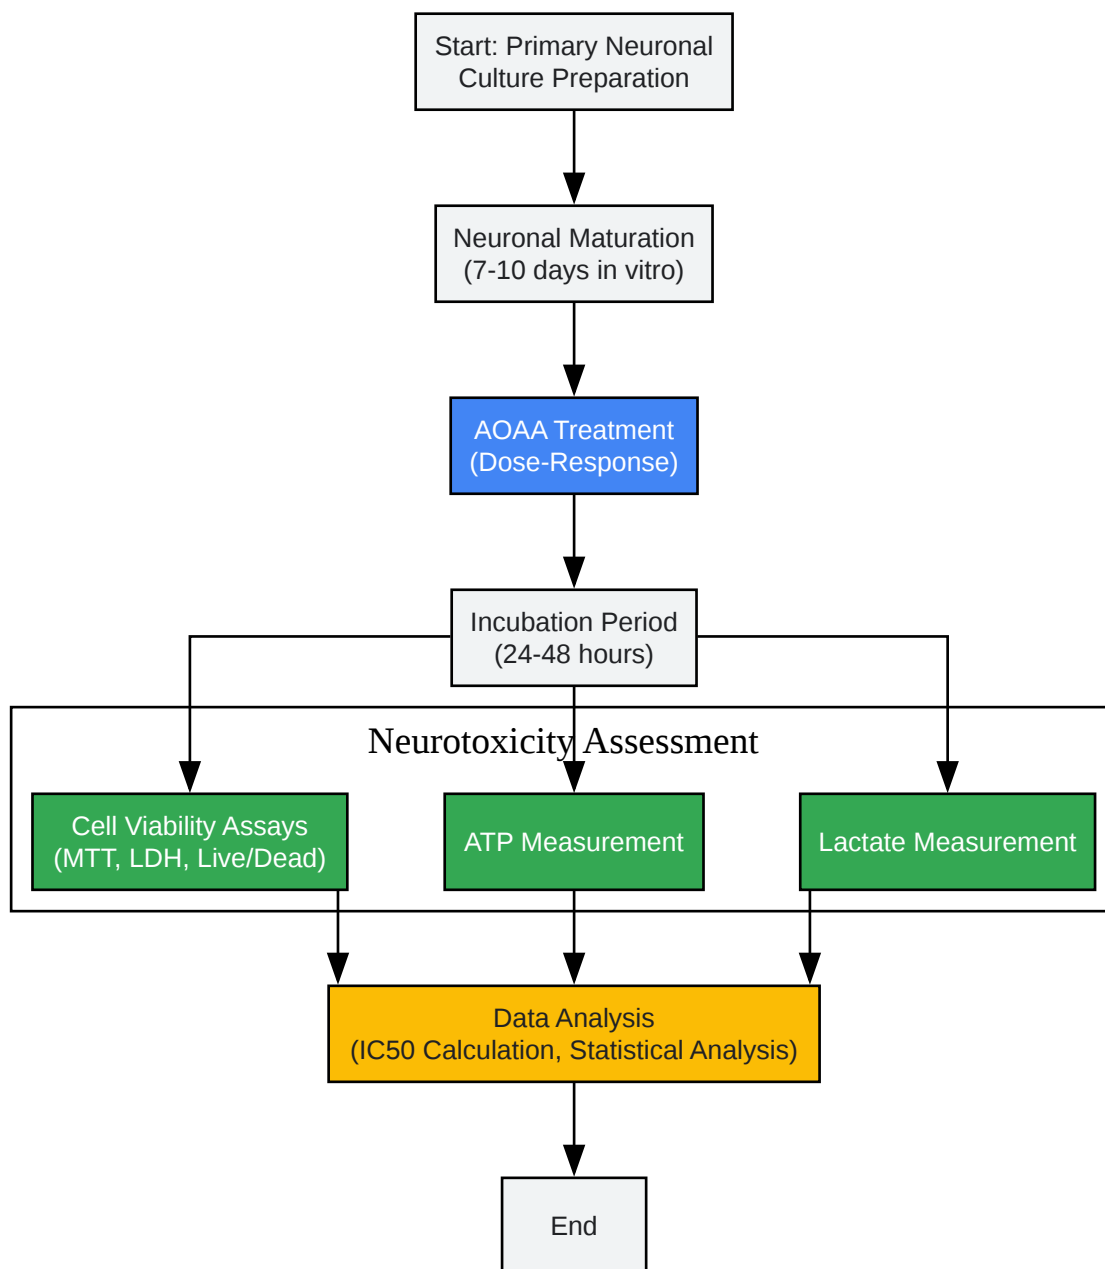 Start: Primary Neuronal
Culture Preparation
Neuronal Maturation
(7-10 days in vitro)
AOAA Treatment
(Dose-Response)
Incubation Period
(24-48 hours)
Neurotoxicity Assessment
Cell Viability Assays
(MTT, LDH, Live/Dead)
ATP Measurement
Lactate Measurement
Data Analysis
(IC50 Calculation, Statistical Analysis)
End